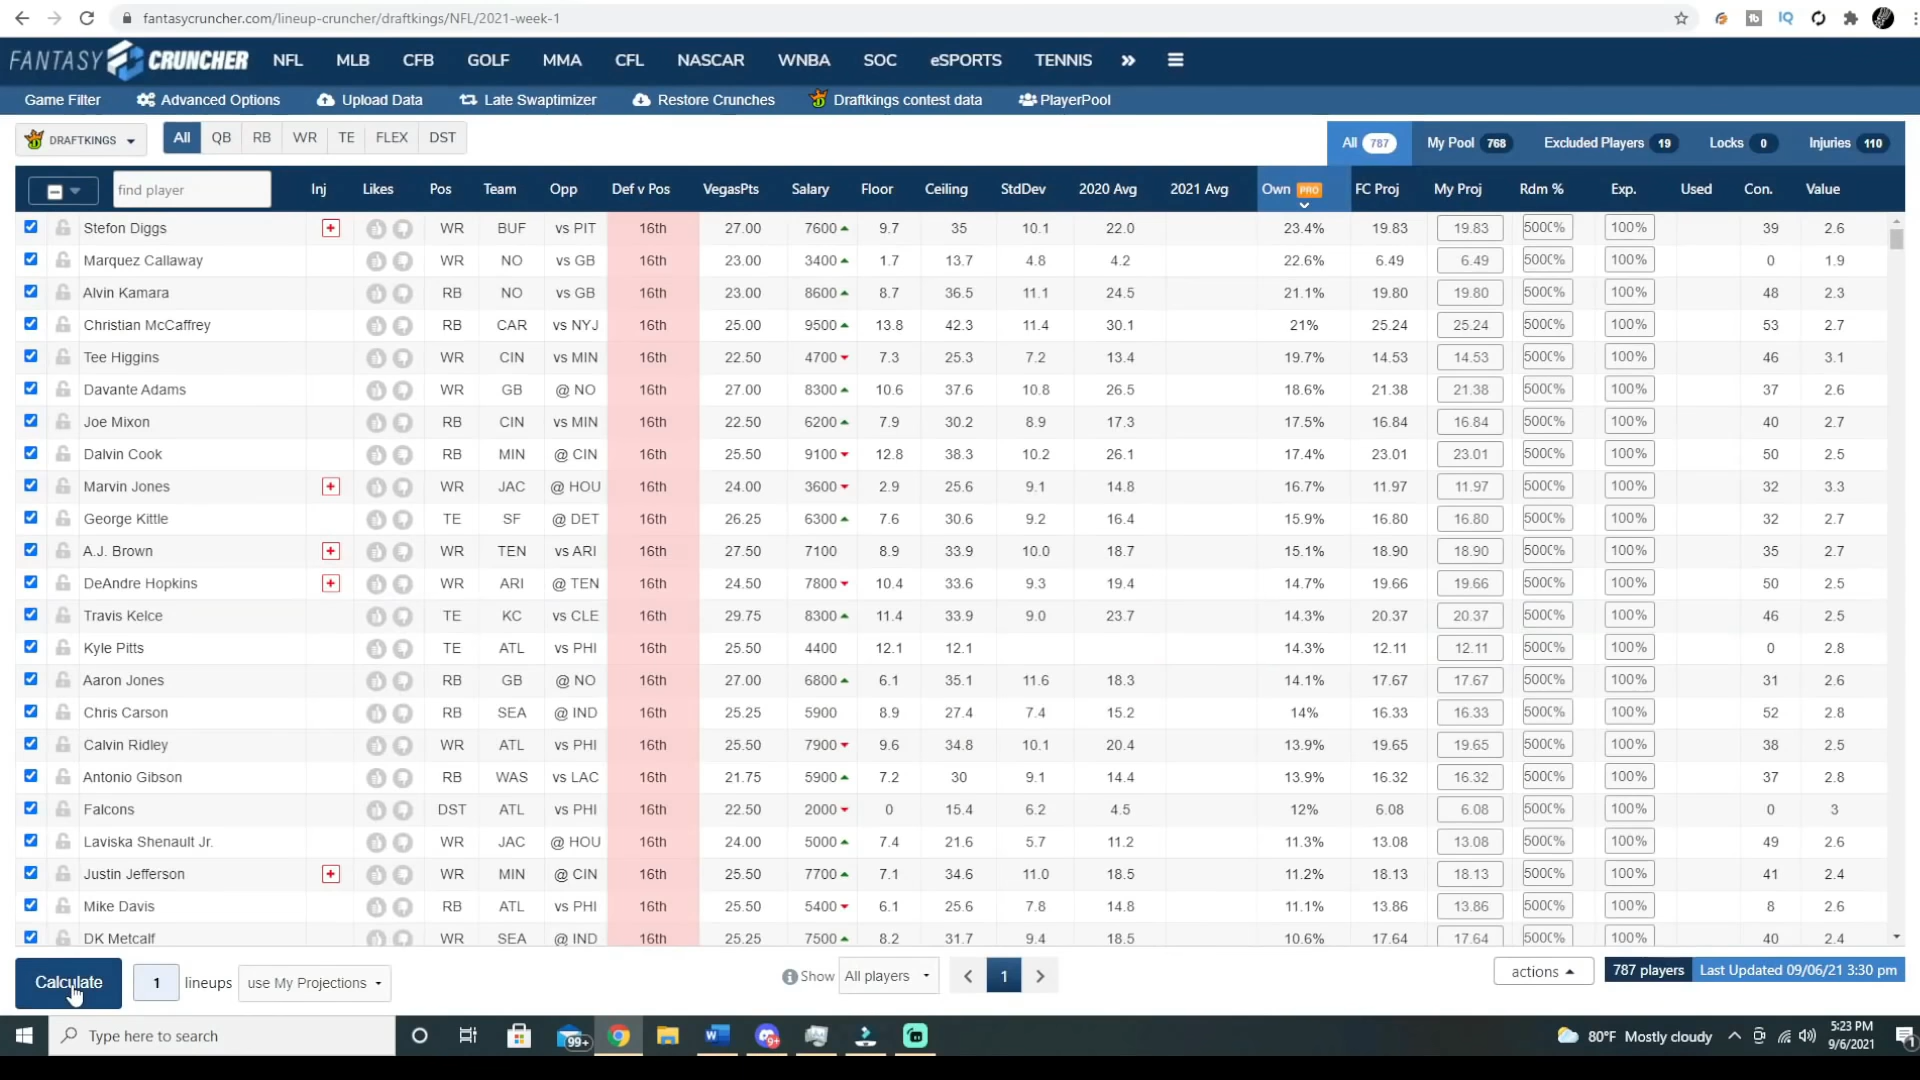 fantasycruncher.com/lineup-cruncher/draftkings/NFL/2021-week-1
FANTASY CRUNCHER NFL MLB CFB GOLF MMA CFL NASCAR WNBA SOC eSPORTS TENNIS »
Game Filter Advanced Options Upload Data Late Swaptimizer Restore Crunches Draftkings contest data PlayerPool
DRAFTKINGS All QB RB WR TE FLEX DST All 787 My Pool 768 Excluded Players 19 Locks 0 Injuries 110
find player Inj Likes Pos Team Opp Def v Pos VegasPts Salary Floor Ceiling StdDev 2020 Avg 2021 Avg Own PRO FC Proj My Proj Rdm % Exp. Used Con. Value
Stefon Diggs WR BUF vs PIT 16th 27.00 7600 9.7 35 10.1 22.0 23.4% 19.83 19.83 100% 39 2.6
Marquez Callaway WR NO vs GB 16th 23.00 3400 1.7 13.7 4.8 4.2 22.6% 6.49 6.49 100% 0 1.9
Alvin Kamara RB NO vs GB 16th 23.00 8600 8.7 36.5 11.1 24.5 21.1% 19.80 19.80 100% 48 2.3
Christian McCaffrey RB CAR vs NYJ 16th 25.00 9500 13.8 42.3 11.4 30.1 21% 25.24 25.24 100% 53 2.7
Tee Higgins WR CIN vs MIN 16th 22.50 4700 7.3 25.3 7.2 13.4 19.7% 14.53 14.53 100% 46 3.1
Davante Adams WR GB @ NO 16th 27.00 8300 10.6 37.6 10.8 26.5 18.6% 21.38 21.38 100% 37 2.6
Joe Mixon RB CIN vs MIN 16th 22.50 6200 7.9 30.2 8.9 17.3 17.5% 16.84 16.84 100% 40 2.7
Dalvin Cook RB MIN @ CIN 16th 25.50 9100 12.8 38.3 10.2 26.1 17.4% 23.01 23.01 100% 50 2.5
Marvin Jones WR JAC @ HOU 16th 24.00 3600 2.9 25.6 9.1 14.8 16.7% 11.97 11.97 100% 32 3.3
George Kittle TE SF @ DET 16th 26.25 6300 7.6 30.6 9.2 16.4 15.9% 16.80 16.80 100% 32 2.7
A.J. Brown WR TEN vs ARI 16th 27.50 7100 8.9 33.9 10.0 18.7 15.1% 18.90 18.90 100% 35 2.7
DeAndre Hopkins WR ARI @ TEN 16th 24.50 7800 10.4 33.6 9.3 19.4 14.7% 19.66 19.66 100% 50 2.5
Travis Kelce TE KC vs CLE 16th 29.75 8300 11.4 33.9 9.0 23.7 14.3% 20.37 20.37 100% 46 2.5
Kyle Pitts TE ATL vs PHI 16th 25.50 4400 12.1 12.1 14.3% 12.11 12.11 100% 0 2.8
Aaron Jones RB GB @ NO 16th 27.00 6800 6.1 35.1 11.6 18.3 14.1% 17.67 17.67 100% 31 2.6
Chris Carson RB SEA @ IND 16th 25.25 5900 8.9 27.4 7.4 15.2 14% 16.33 16.33 100% 52 2.8
Calvin Ridley WR ATL vs PHI 16th 25.50 7900 9.6 34.8 10.1 20.4 13.9% 19.65 19.65 100% 38 2.5
Antonio Gibson RB WAS vs LAC 16th 21.75 5900 7.2 30 9.1 14.4 13.9% 16.32 16.32 100% 37 2.8
Falcons DST ATL vs PHI 16th 22.50 2000 0 15.4 6.2 4.5 12% 6.08 6.08 100% 0 3
Laviska Shenault Jr. WR JAC @ HOU 16th 24.00 5000 7.4 21.6 5.7 11.2 11.3% 13.08 13.08 100% 49 2.6
Justin Jefferson WR MIN @ CIN 16th 25.50 7700 7.1 34.6 11.0 18.5 11.2% 18.13 18.13 100% 41 2.4
Mike Davis RB ATL vs PHI 16th 25.50 5400 6.1 25.6 7.8 14.8 11.1% 13.86 13.86 100% 8 2.6
DK Metcalf WR SEA @ IND 16th 25.25 7500 8.2 31.7 9.4 18.5 10.6% 17.64 17.64 100% 40 2.4
Calculate 1 lineups use My Projections Show All players 1 actions 787 players Last Updated 09/06/21 3:30 pm
Type here to search 99+ 80°F Mostly cloudy 5:23 PM
9/6/2021